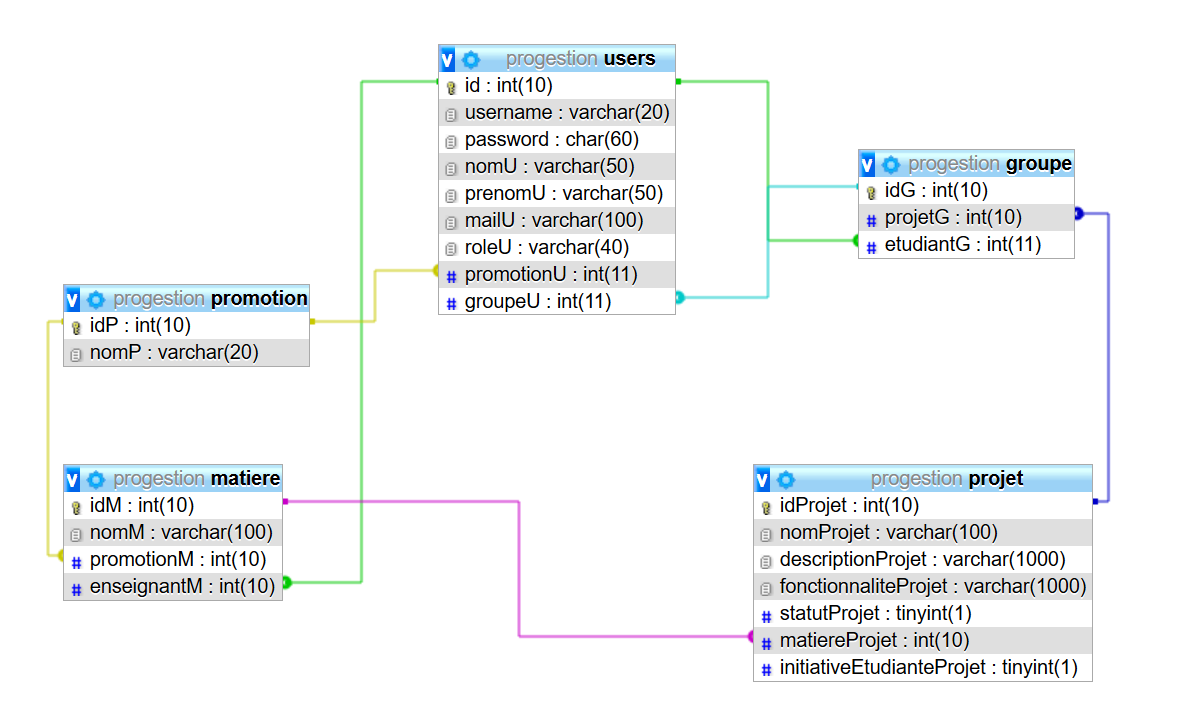 progestion users
id : int(10)
username : varchar(20)
password : char(60)
nomU : varchar(50)
prenomU : varchar(50)
mailU : varchar(100)
roleU : varchar(40)
promotionU : int(11)
groupeU : int(11)
progestion groupe
idG : int(10)
projetG : int(10)
etudiantG : int(11)
progestion promotion
idP : int(10)
nomP : varchar(20)
progestion matiere
idM : int(10)
nomM : varchar(100)
promotionM : int(10)
enseignantM : int(10)
progestion projet
idProjet : int(10)
nomProjet : varchar(100)
descriptionProjet : varchar(1000)
fonctionnaliteProjet : varchar(1000)
statutProjet : tinyint(1)
matiereProjet : int(10)
initiativeEtudianteProjet : tinyint(1)